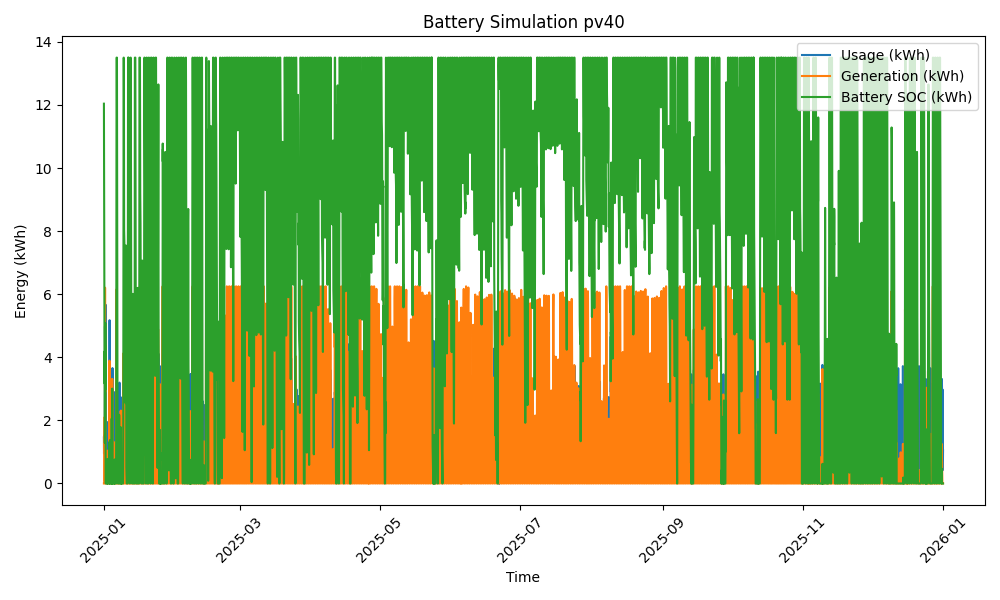 Battery Simulation pv40
Usage (kWh)
Generation (kWh)
Battery SOC (kWh)
Energy (kWh)
14
12
10
8
6
4
2
0
2025-01
2025-03
2025-05
2025-07
2025-09
2025-11
2026-01
Time